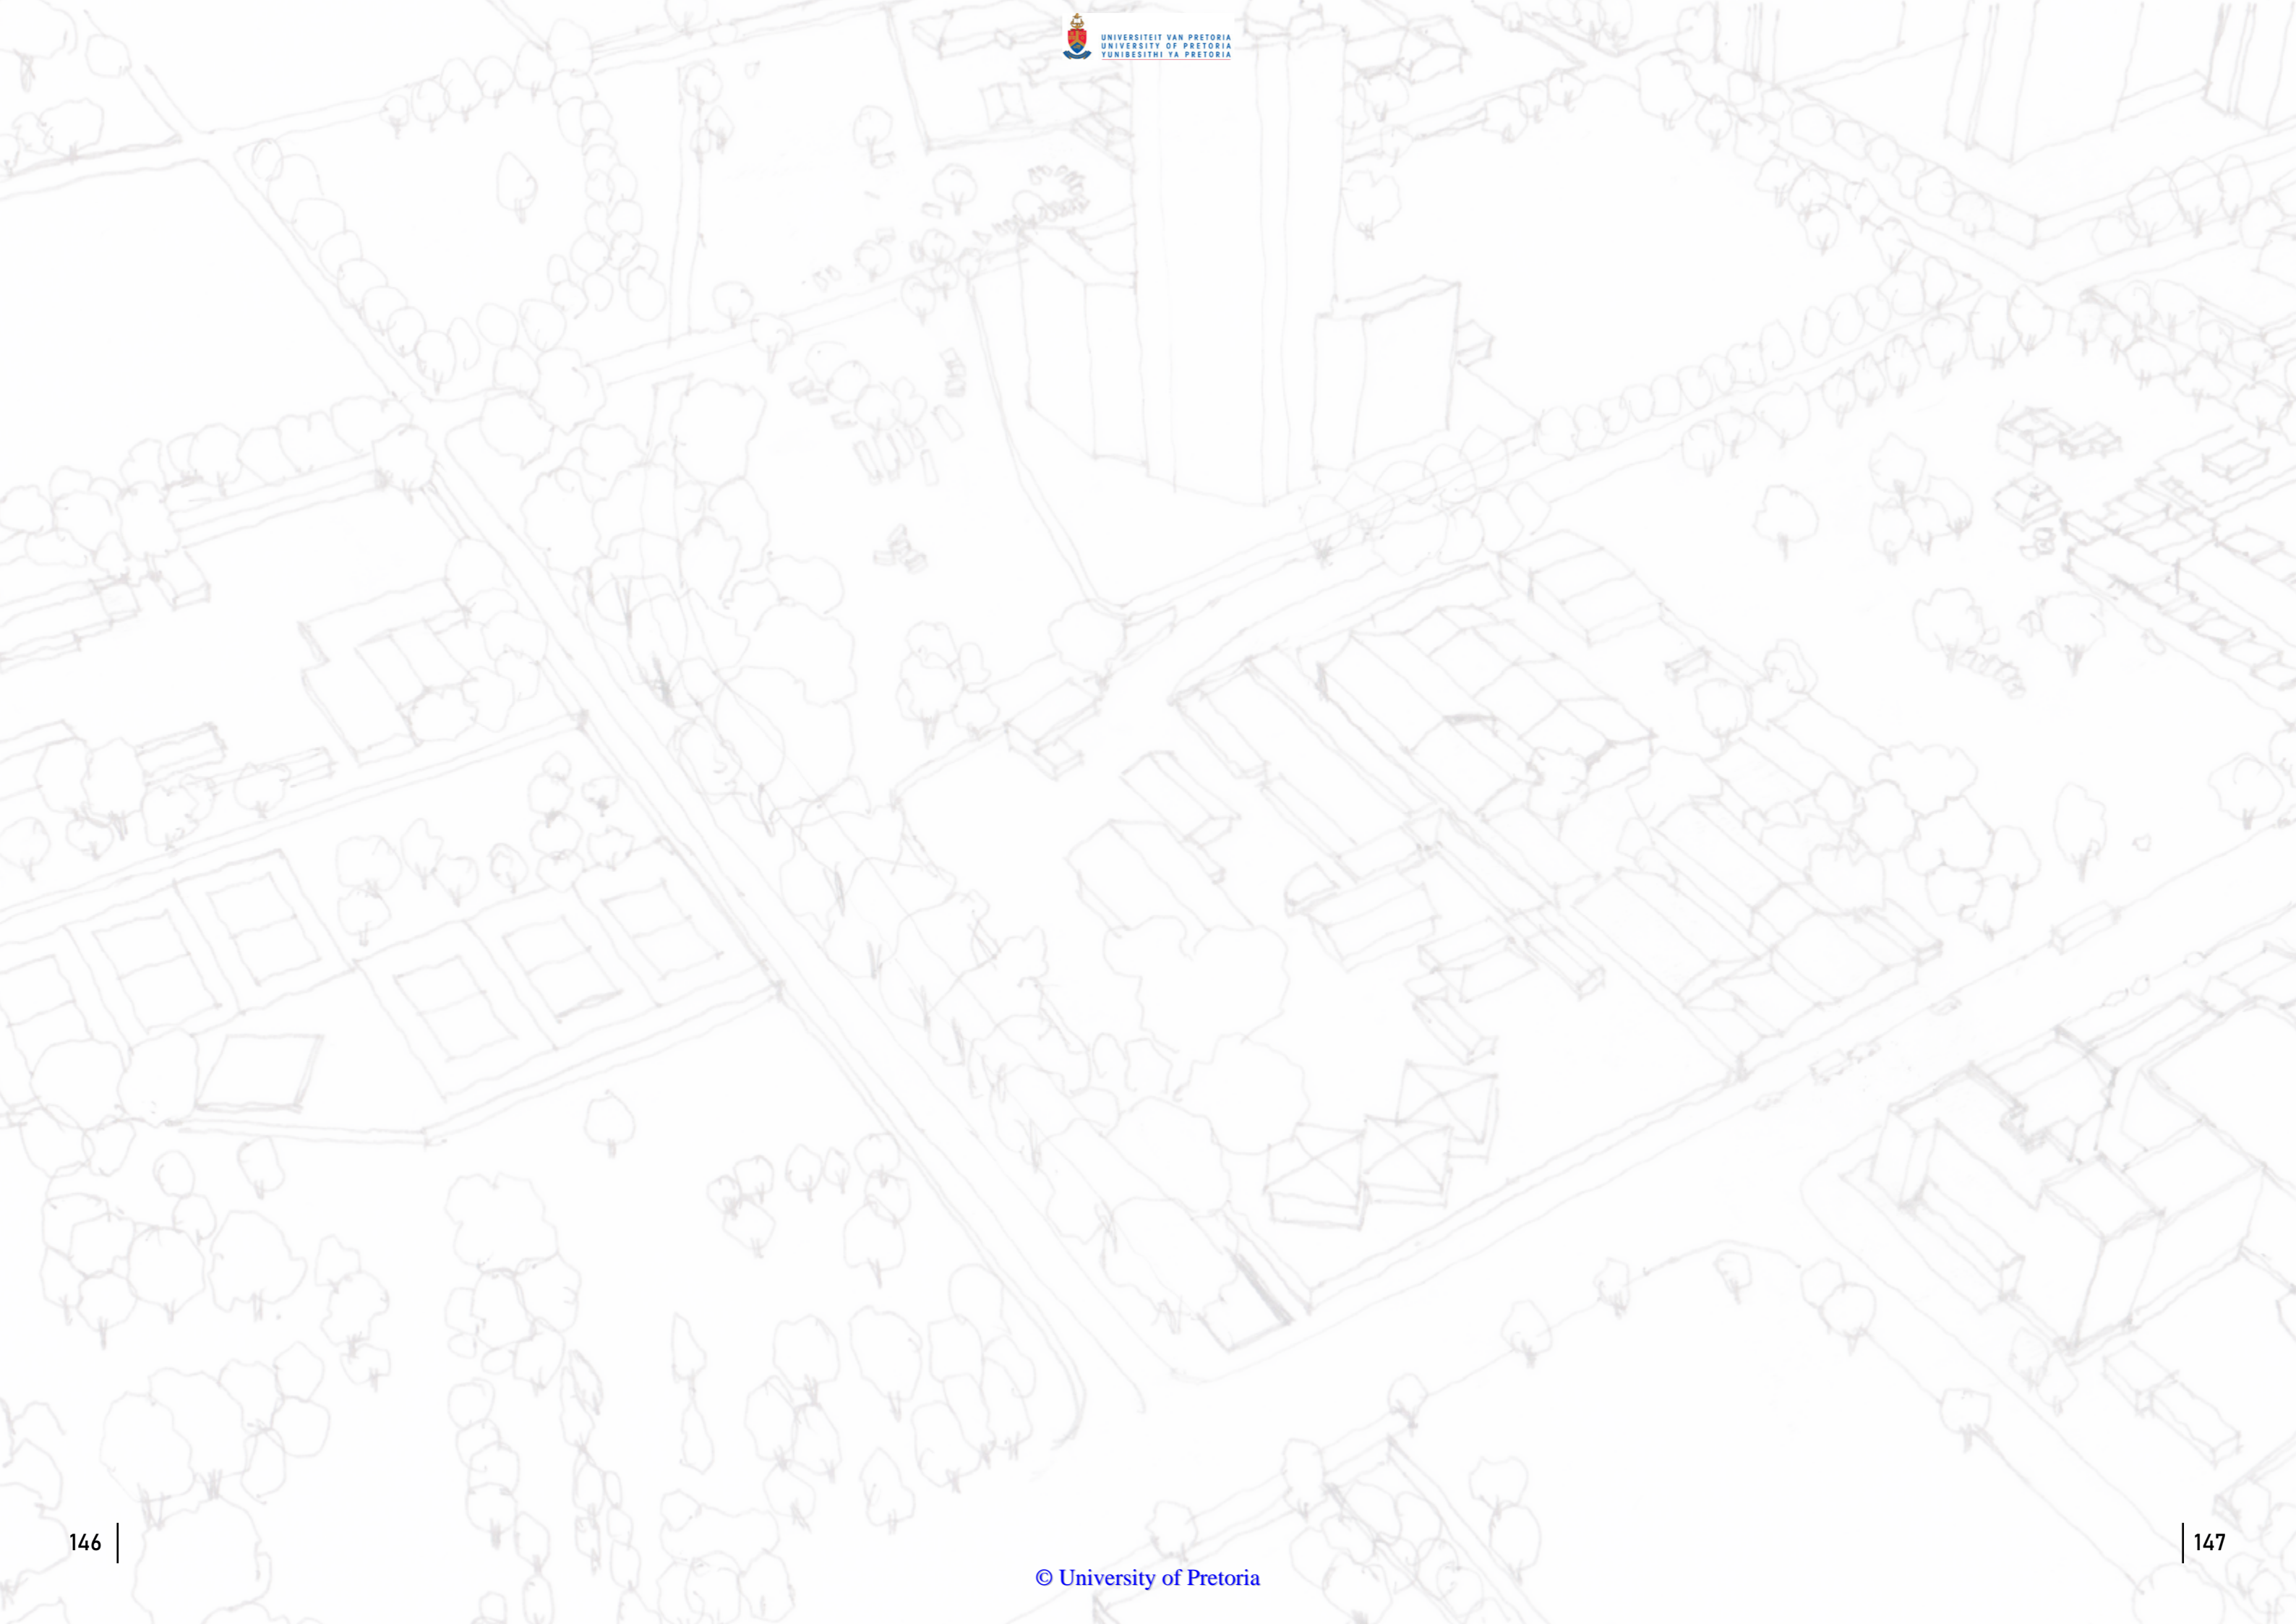 UNIVERSITEIT VAN PRETORIA
UNIVERSITY OF PRETORIA
YUNIBESITHI YA PRETORIA
146
147
© University of Pretoria